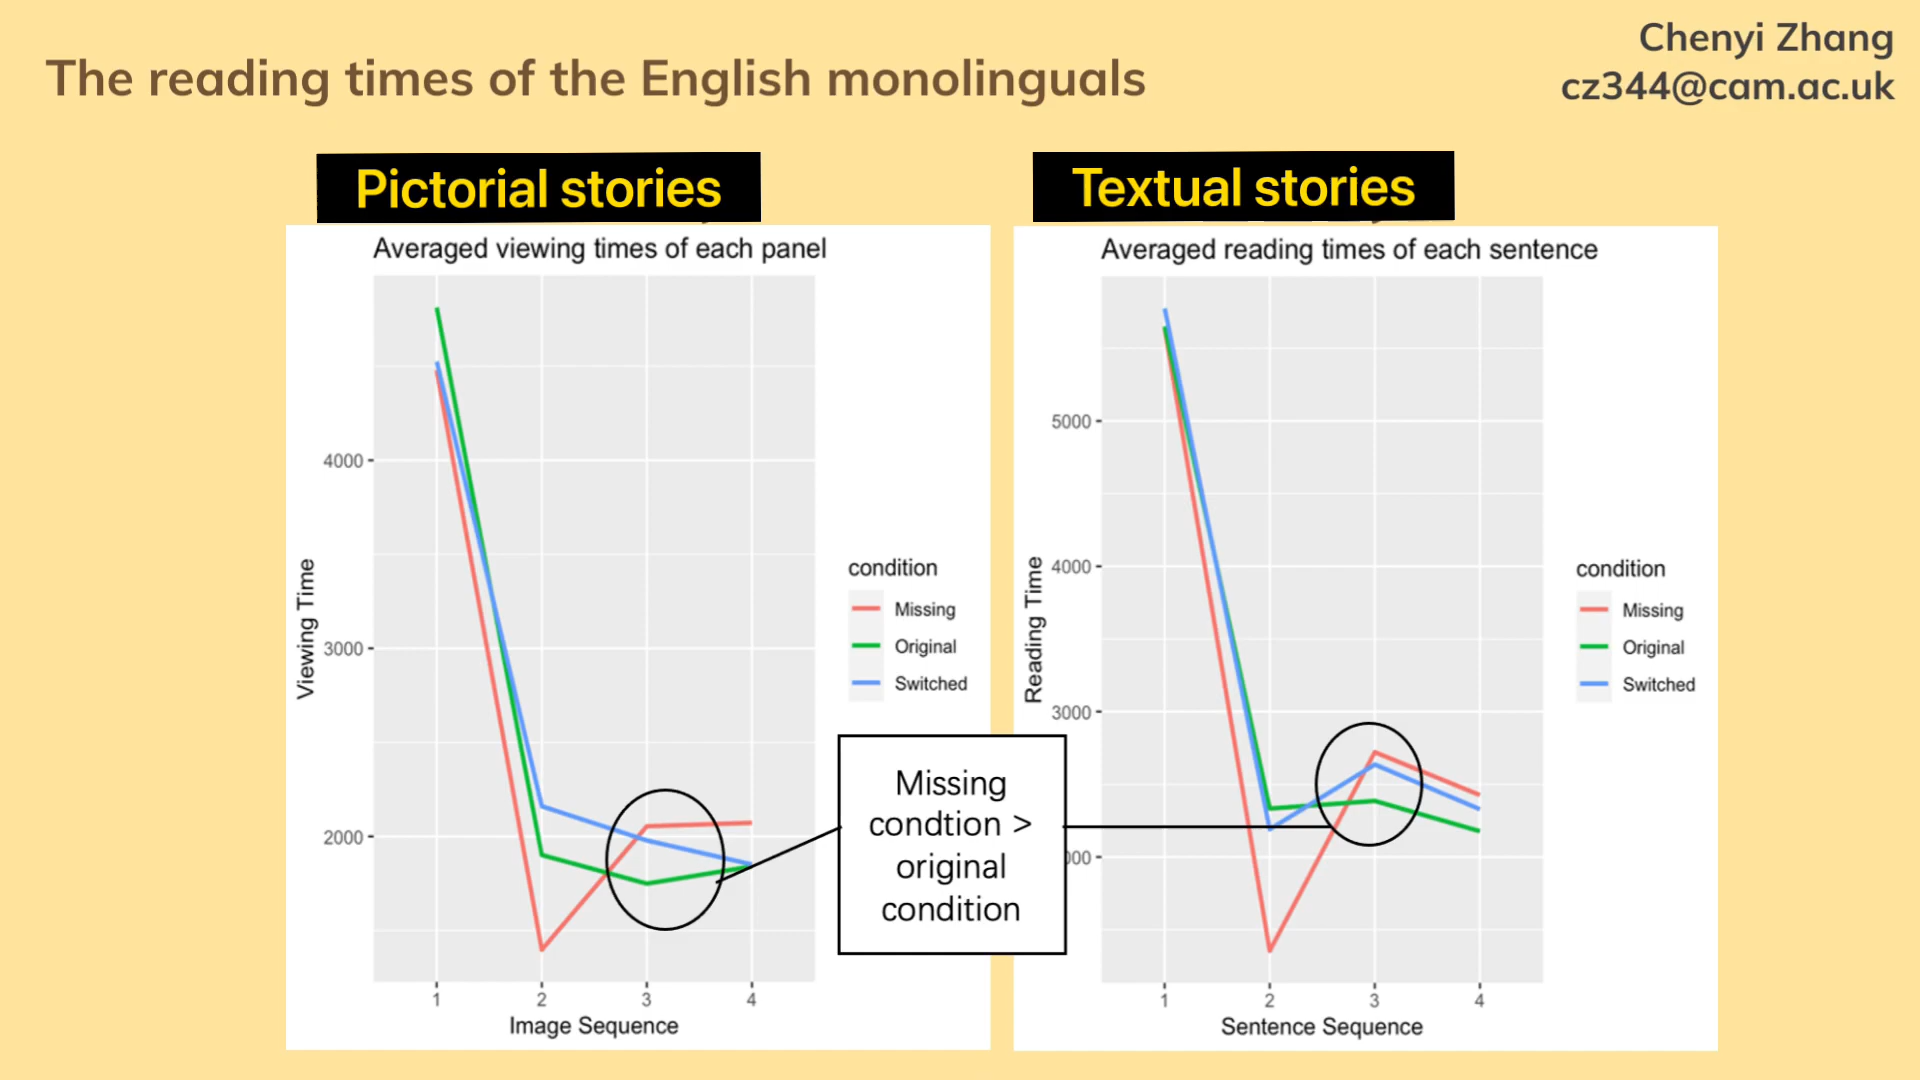 The reading times of the English monolinguals
Chenyi Zhang
cz344@cam.ac.uk
Pictorial stories
Averaged viewing times of each panel
Viewing Time
4000
3000
2000
1
2
3
4
Image Sequence
condition
Missing
Original
Switched
Missing
condtion >
original
condition
Textual stories
Averaged reading times of each sentence
Reading Time
5000
4000
3000
00
1
2
3
4
Sentence Sequence
condition
Missing
Original
Switched